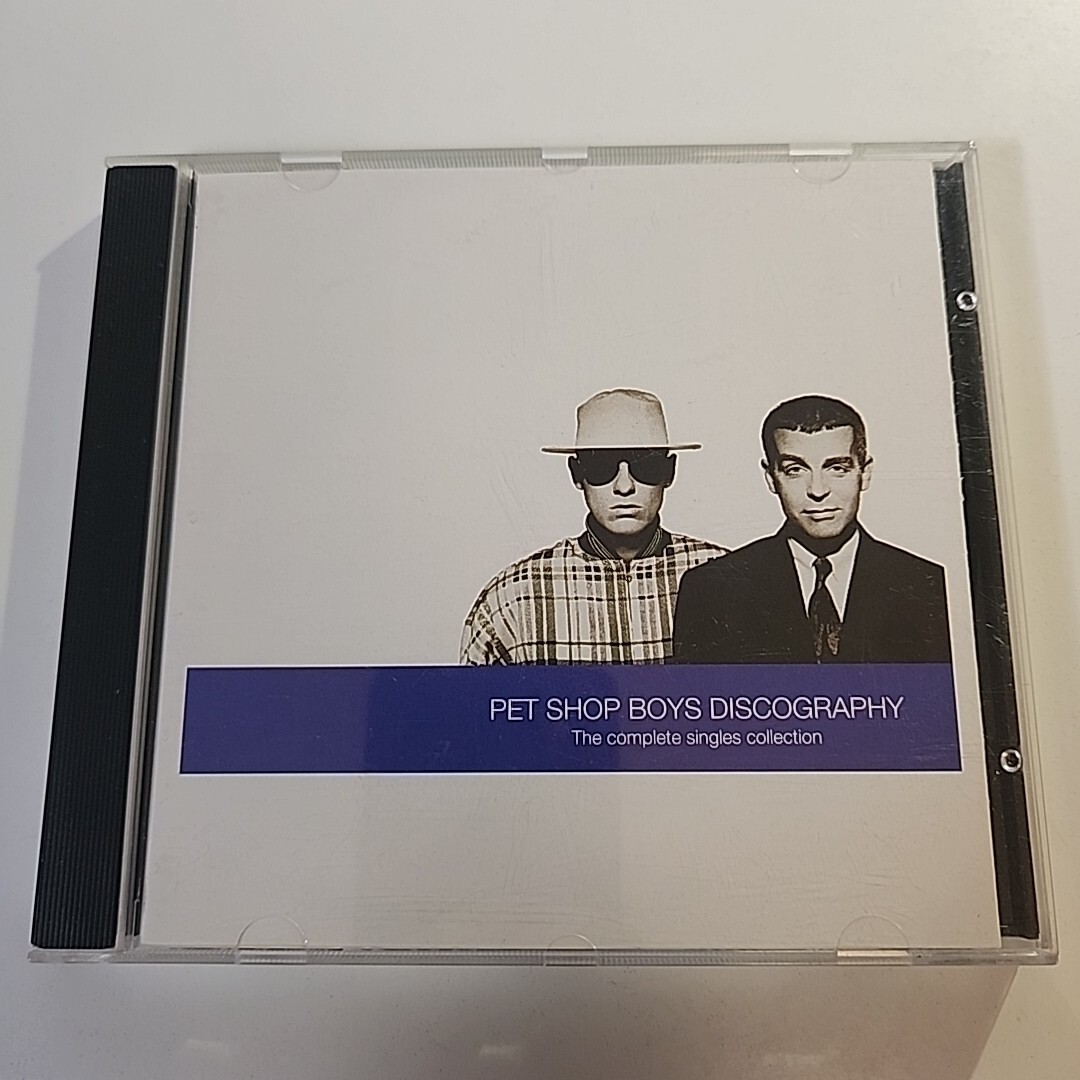 PET SHOP BOYS DISCOGRAPHY
The complete singles collection